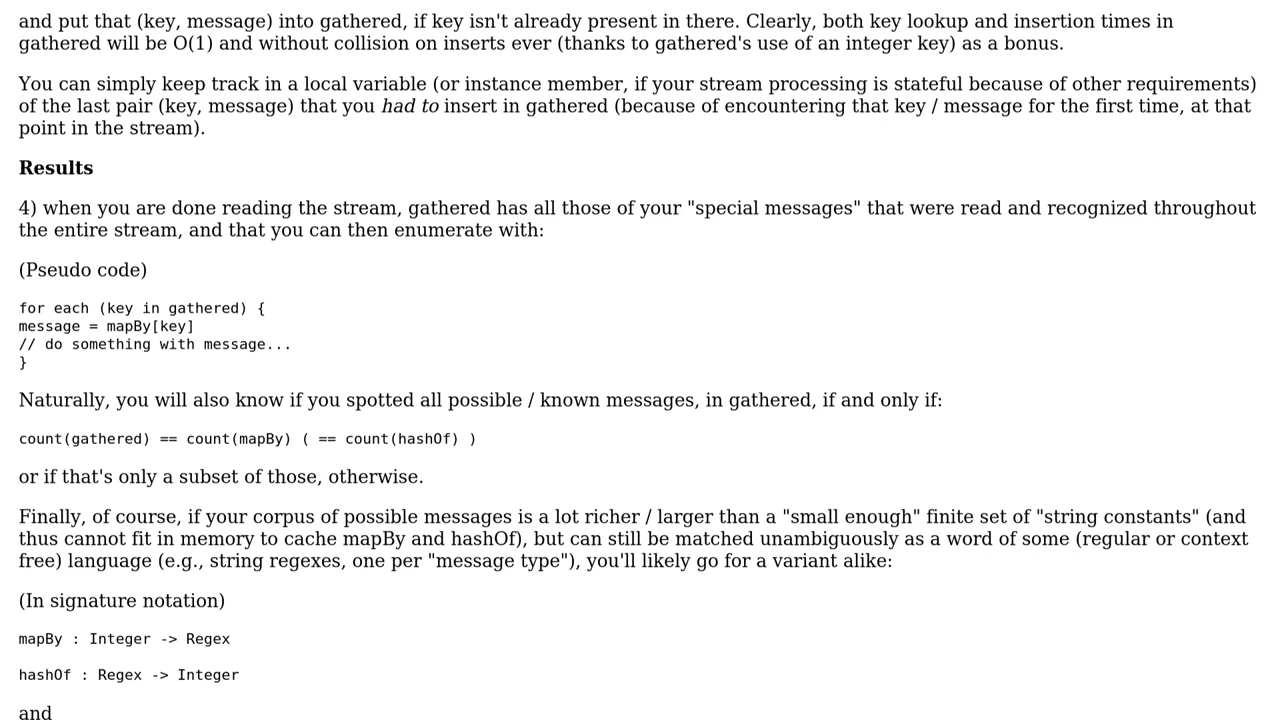 and put that (key, message) into gathered, if key isn't already present in there. Clearly, both key lookup and insertion times in
gathered will be O(1) and without collision on inserts ever (thanks to gathered's use of an integer key) as a bonus.
You can simply keep track in a local variable (or instance member, if your stream processing is stateful because of other requirements)
of the last pair (key, message) that you had to insert in gathered (because of encountering that key / message for the first time, at that
point in the stream).
Results
4) when you are done reading the stream, gathered has all those of your "special messages" that were read and recognized throughout
the entire stream, and that you can then enumerate with:
(Pseudo code)
for each (key in gathered) {
message = mapBy[key]
// do something with message...
}
Naturally, you will also know if you spotted all possible / known messages, in gathered, if and only if:
count(gathered) == count(mapBy) ( == count(hashOf) )
or if that's only a subset of those, otherwise.
Finally, of course, if your corpus of possible messages is a lot richer / larger than a "small enough" finite set of "string constants" (and
thus cannot fit in memory to cache mapBy and hashOf), but can still be matched unambiguously as a word of some (regular or context
free) language (e.g., string regexes, one per "message type"), you'll likely go for a variant alike:
(In signature notation)
mapBy : Integer -> Regex
hashOf : Regex -> Integer
and